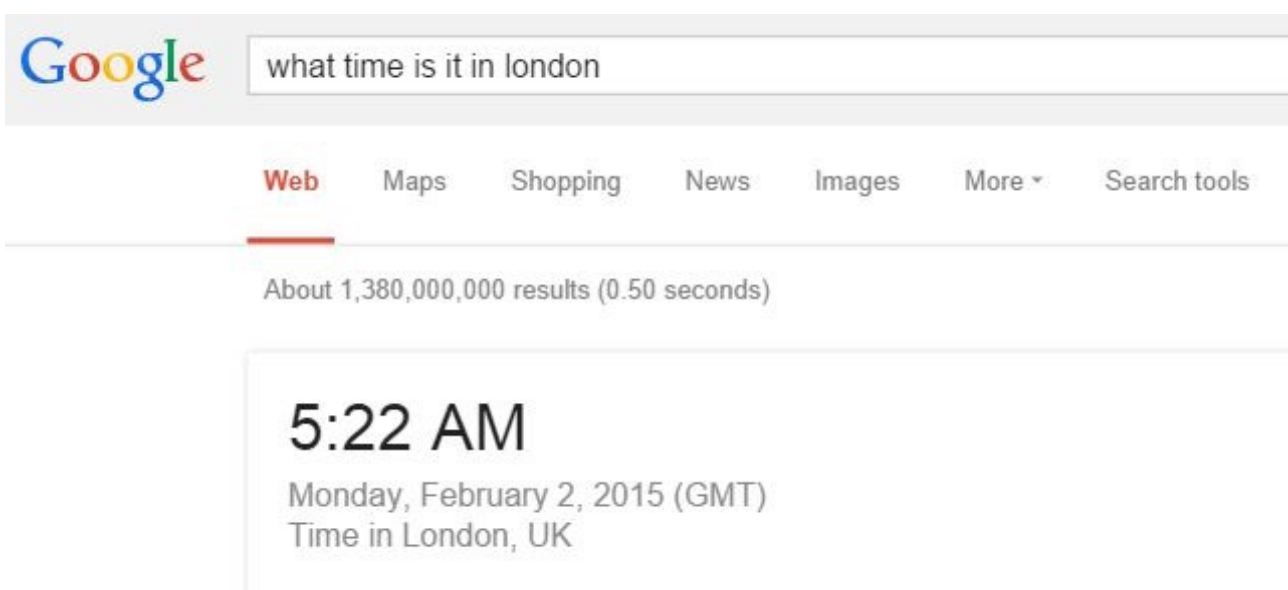 Google what time is it in london
Web Maps Shopping News Images More Search tools
About 1,380,000,000 results (0.50 seconds)
5:22 AM
Monday, February 2, 2015 (GMT)
Time in London, UK